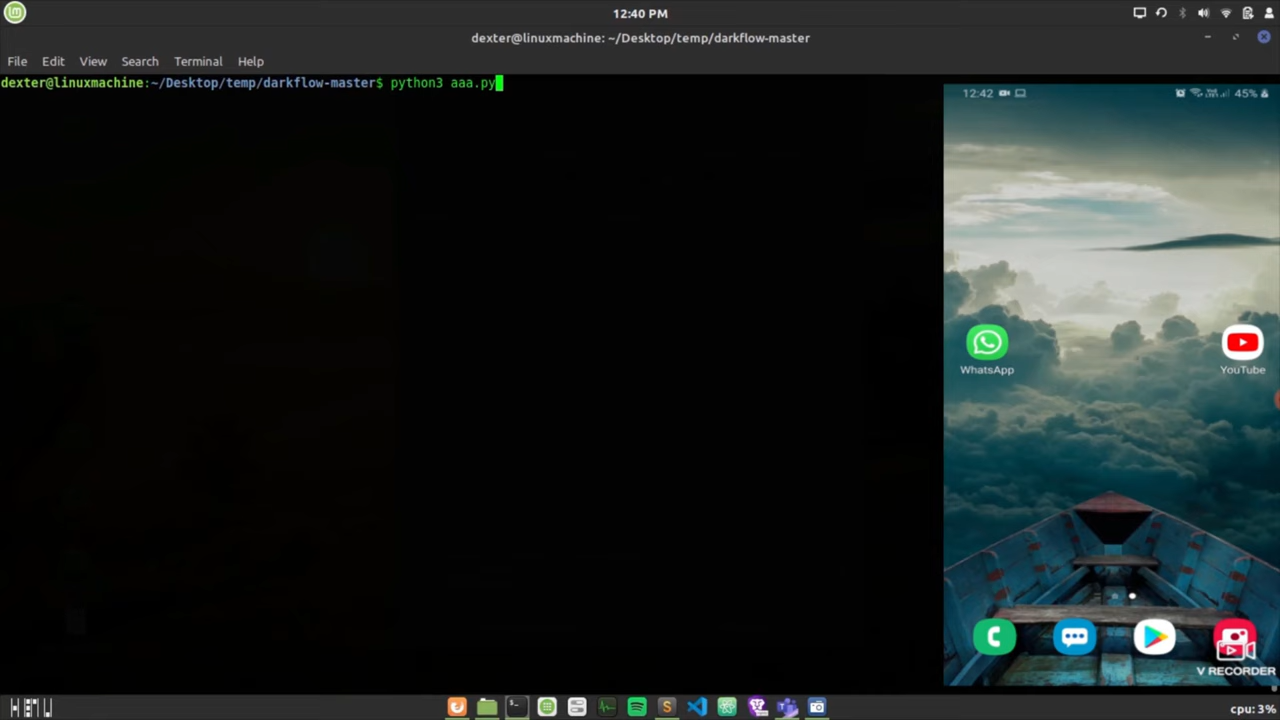 12:40 PM
dexter@linuxmachine: ~/Desktop/temp/darkflow-master
File Edit View Search Terminal Help
dexter@linuxmachine:~/Desktop/temp/darkflow-master$ python3 aaa.py
12:42
45%
WhatsApp
YouTube
V RECORDER
cpu: 3%